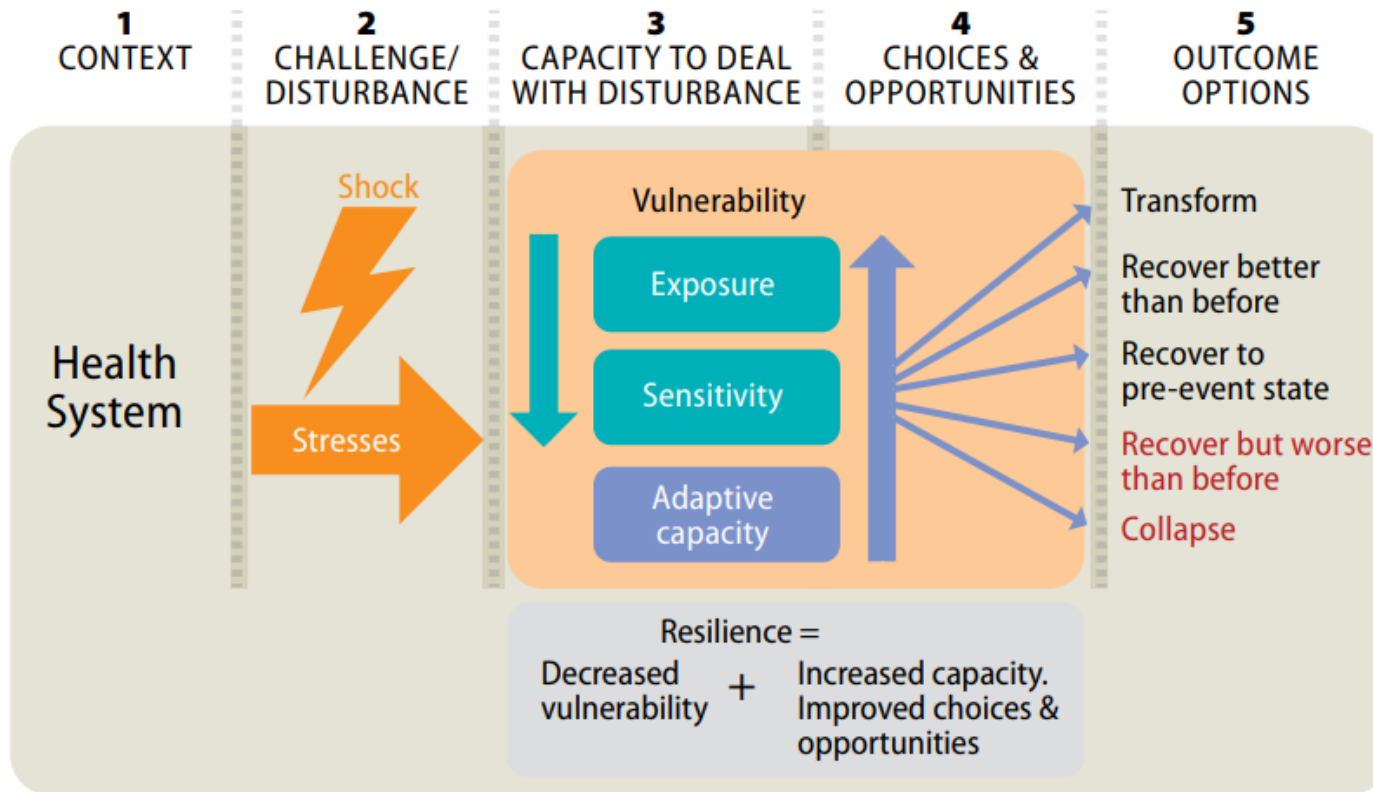 1
CONTEXT
2
CHALLENGE/
DISTURBANCE
3
CAPACITY TO DEAL
WITH DISTURBANCE
4
CHOICES &
OPPORTUNITIES
5
OUTCOME
OPTIONS
Health
System
Shock
Stresses
Vulnerability
Exposure
Sensitivity
Adaptive
capacity
Transform
Recover better
than before
Recover to
pre-event state
Recover but worse
than before
Collapse
Resilience =
Decreased
vulnerability
+
Increased capacity.
Improved choices &
opportunities